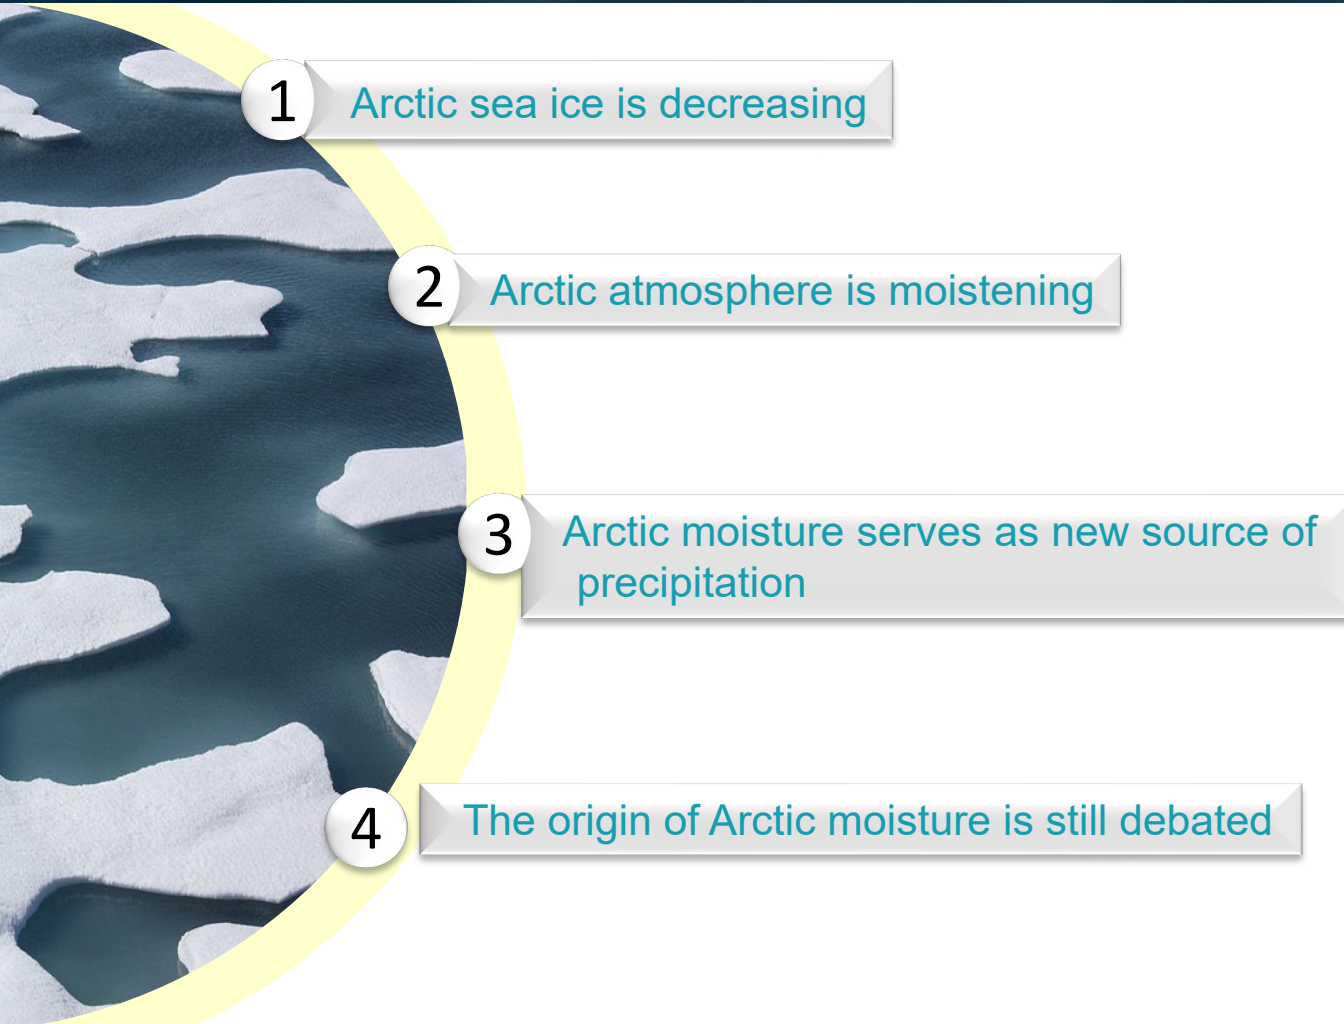 1 Arctic sea ice is decreasing
2 Arctic atmosphere is moistening
3 Arctic moisture serves as new source of
precipitation
4 The origin of Arctic moisture is still debated